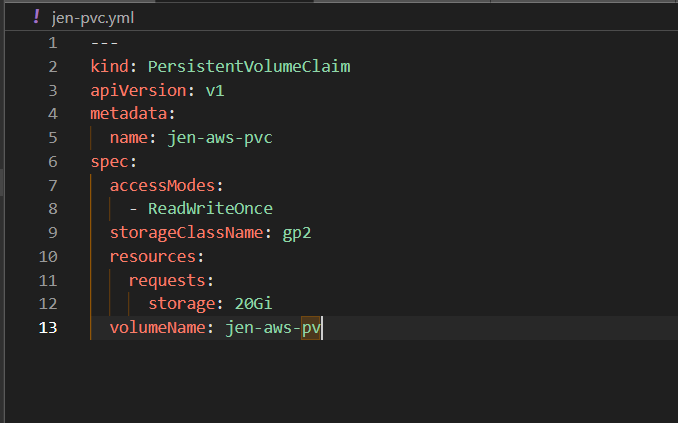 ! jen-pvc.yml
1 ---
2 kind: PersistentVolumeClaim
3 apiVersion: v1
4 metadata:
5   name: jen-aws-pvc
6 spec:
7   accessModes:
8     - ReadWriteOnce
9   storageClassName: gp2
10   resources:
11     requests:
12       storage: 20Gi
13   volumeName: jen-aws-pv